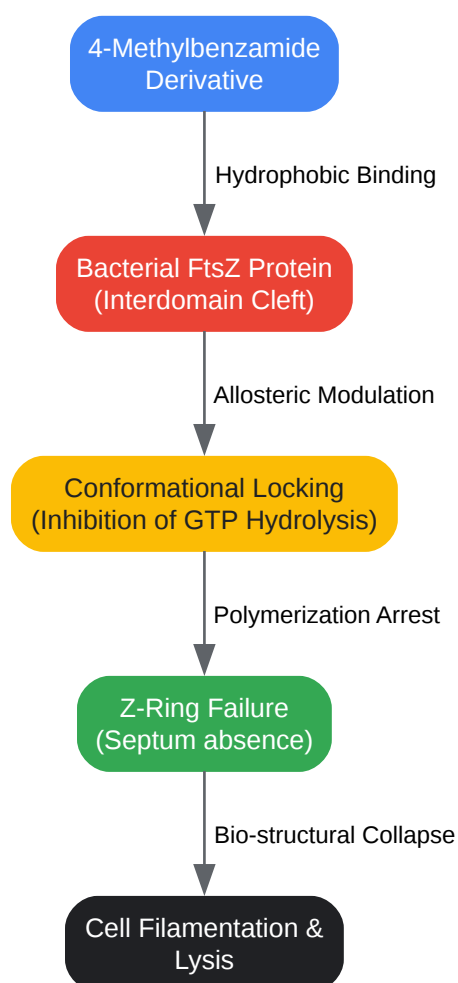 4-Methylbenzamide
Derivative
Hydrophobic Binding
Bacterial FtsZ Protein
(Interdomain Cleft)
Allosteric Modulation
Conformational Locking
(Inhibition of GTP Hydrolysis)
Polymerization Arrest
Z-Ring Failure
(Septum absence)
Bio-structural Collapse
Cell Filamentation &
Lysis